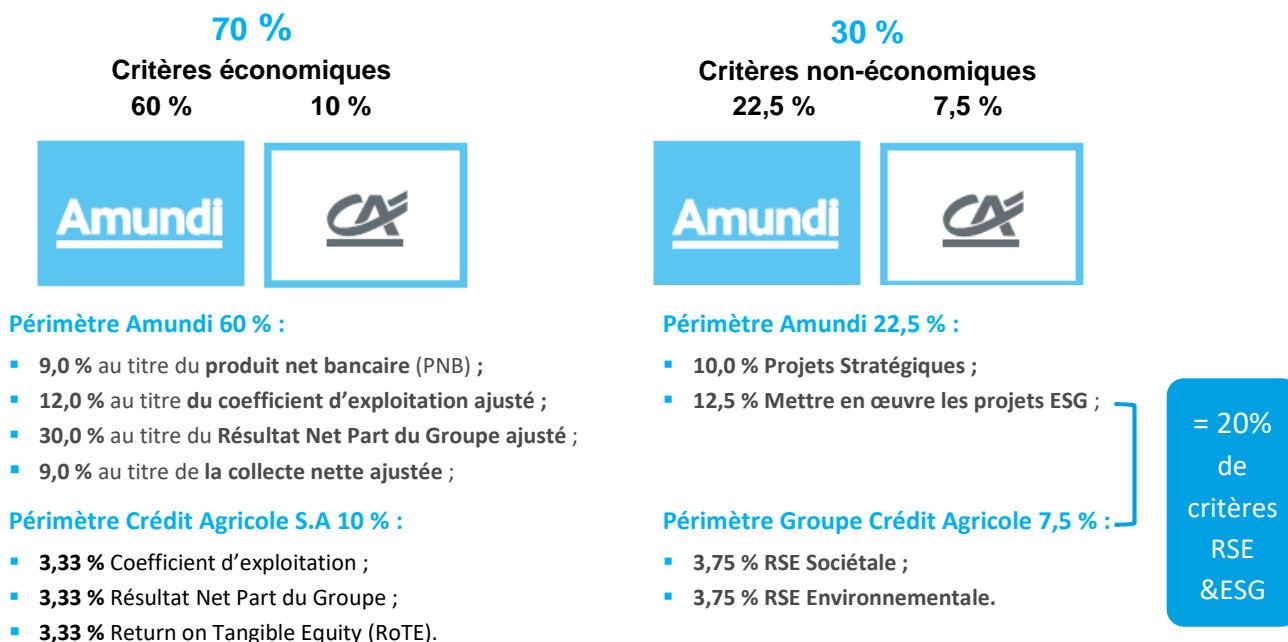 70 %
Critères économiques
60 % 10 %
Amundi
CA
Périmètre Amundi 60 % :
▪ 9,0 % au titre du produit net bancaire (PNB) ;
▪ 12,0 % au titre du coefficient d'exploitation ajusté ;
▪ 30,0 % au titre du Résultat Net Part du Groupe ajusté ;
▪ 9,0 % au titre de la collecte nette ajustée ;
Périmètre Crédit Agricole S.A 10 % :
▪ 3,33 % Coefficient d'exploitation ;
▪ 3,33 % Résultat Net Part du Groupe ;
▪ 3,33 % Return on Tangible Equity (RoTE).
30 %
Critères non-économiques
22,5 % 7,5 %
Amundi
CA
Périmètre Amundi 22,5 % :
▪ 10,0 % Projets Stratégiques ;
▪ 12,5 % Mettre en œuvre les projets ESG ;
Périmètre Groupe Crédit Agricole 7,5 % :
▪ 3,75 % RSE Sociétale ;
▪ 3,75 % RSE Environnementale.
= 20%
de
critères
RSE
&ESG